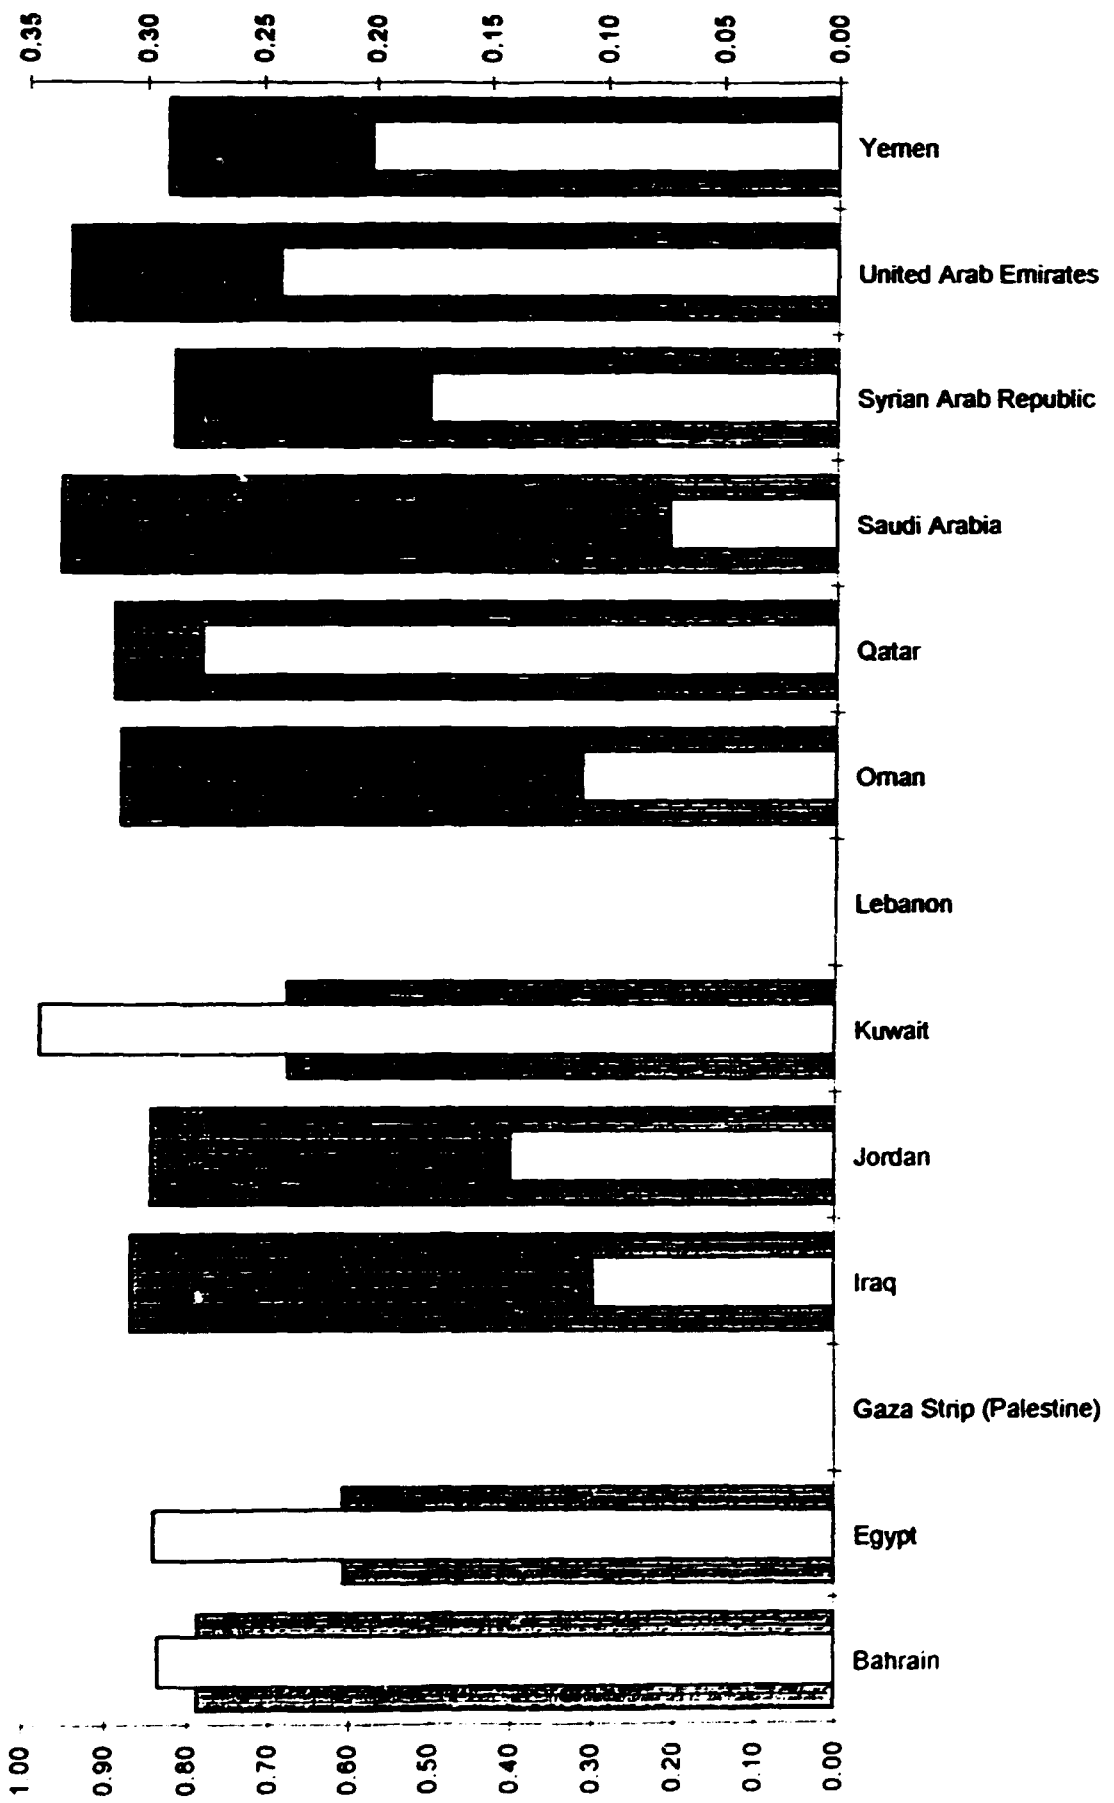 0.35
0.30
0.25
0.20
0.15
0.10
0.05
0.00
Yemen
United Arab Emirates
Syrian Arab Republic
Saudi Arabia
Qatar
Oman
Lebanon
Kuwait
Jordan
Iraq
Gaza Strip (Palestine)
Egypt
Bahrain
1.00
0.90
0.80
0.70
0.60
0.50
0.40
0.30
0.20
0.10
0.00